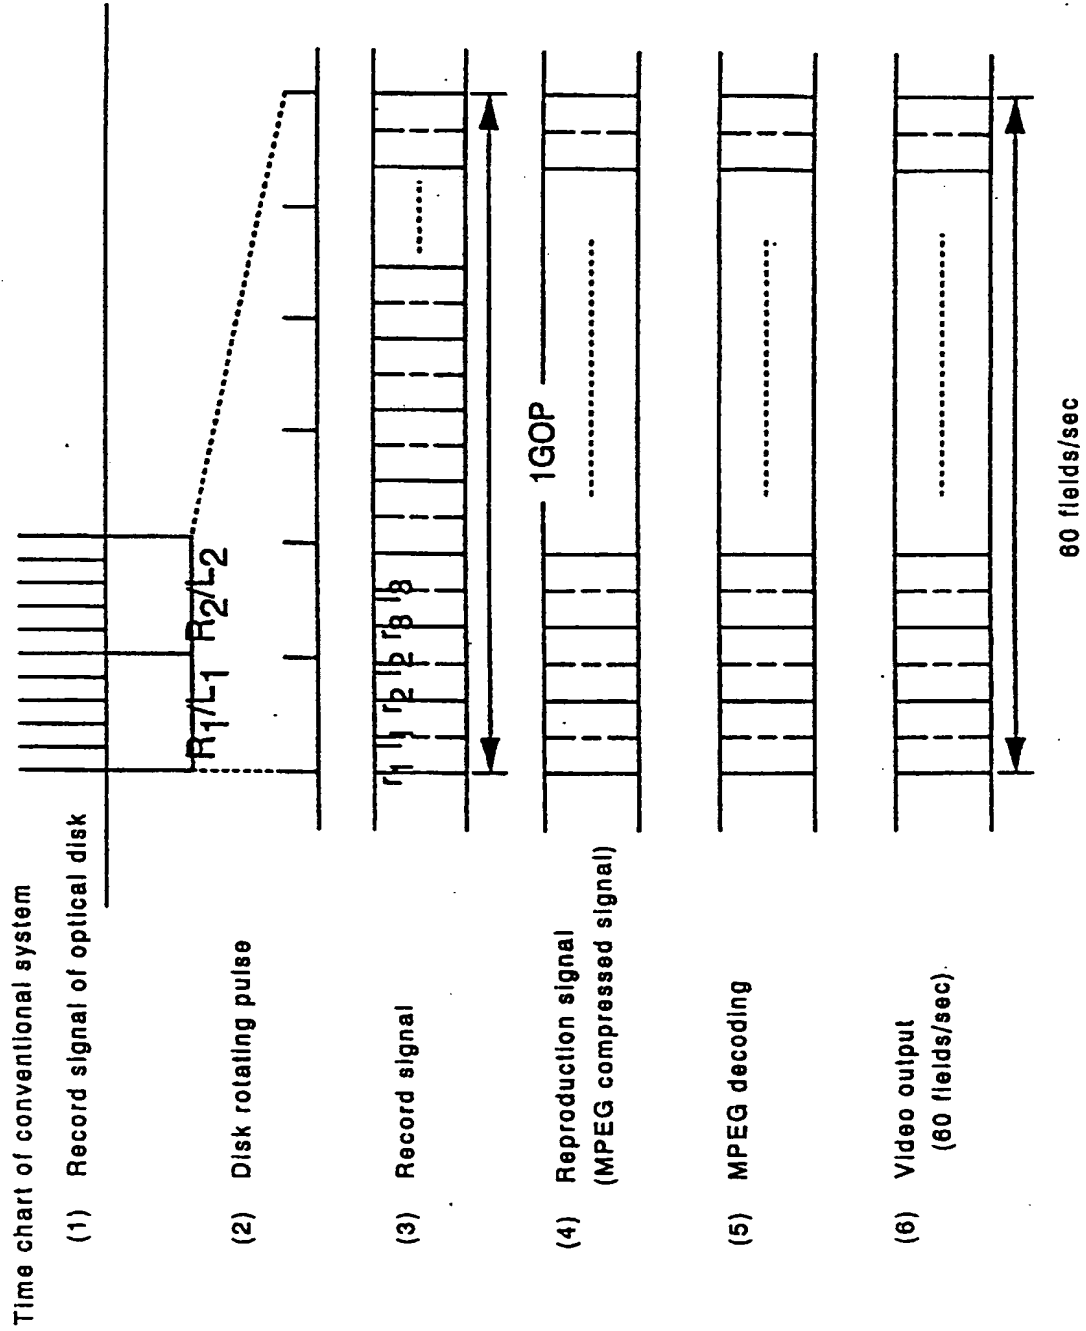 Time chart of conventional system
(1) Record signal of optical disk
R1/L1 R2/L2
(2) Disk rotating pulse
(3) Record signal
r1 l1 r2 l2 r3 l3
1GOP
(4) Reproduction signal
(MPEG compressed signal)
(5) MPEG decoding
(6) Video output
(60 fields/sec)
60 fields/sec